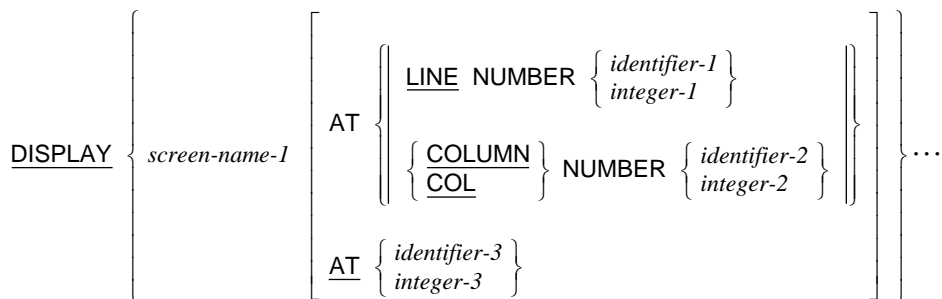 LINE NUMBER { identifier-1
integer-1 }
AT
DISPLAY { screen-name-1
{ COLUMN
COL } NUMBER { identifier-2
integer-2 } } ...
AT { identifier-3
integer-3 }